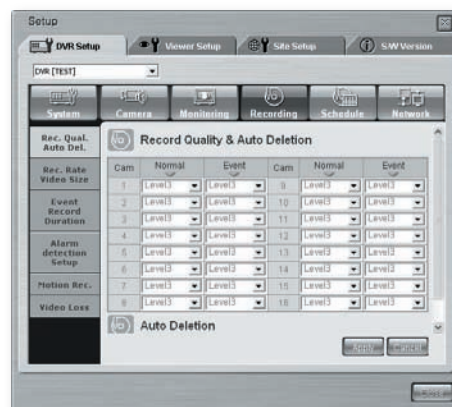 Setup
DVR Setup Viewer Setup Site Setup S/W Version
DVR [TEST]
System Camera Monitoring Recording Schedule Network
Rec. Qual. Auto Del.
Rec. Rate Video Size
Event Record Duration
Alarm detection Setup
Motion Rec.
Video Loss
Record Quality & Auto Deletion
Cam Normal Event Cam Normal Event
1 Level3 Level3 9 Level3 Level3
2 Level3 Level3 10 Level3 Level3
3 Level3 Level3 11 Level3 Level3
4 Level3 Level3 12 Level3 Level3
5 Level3 Level3 13 Level3 Level3
6 Level3 Level3 14 Level3 Level3
7 Level3 Level3 15 Level3 Level3
8 Level3 Level3 16 Level3 Level3
Auto Deletion
Apply Cancel
Close